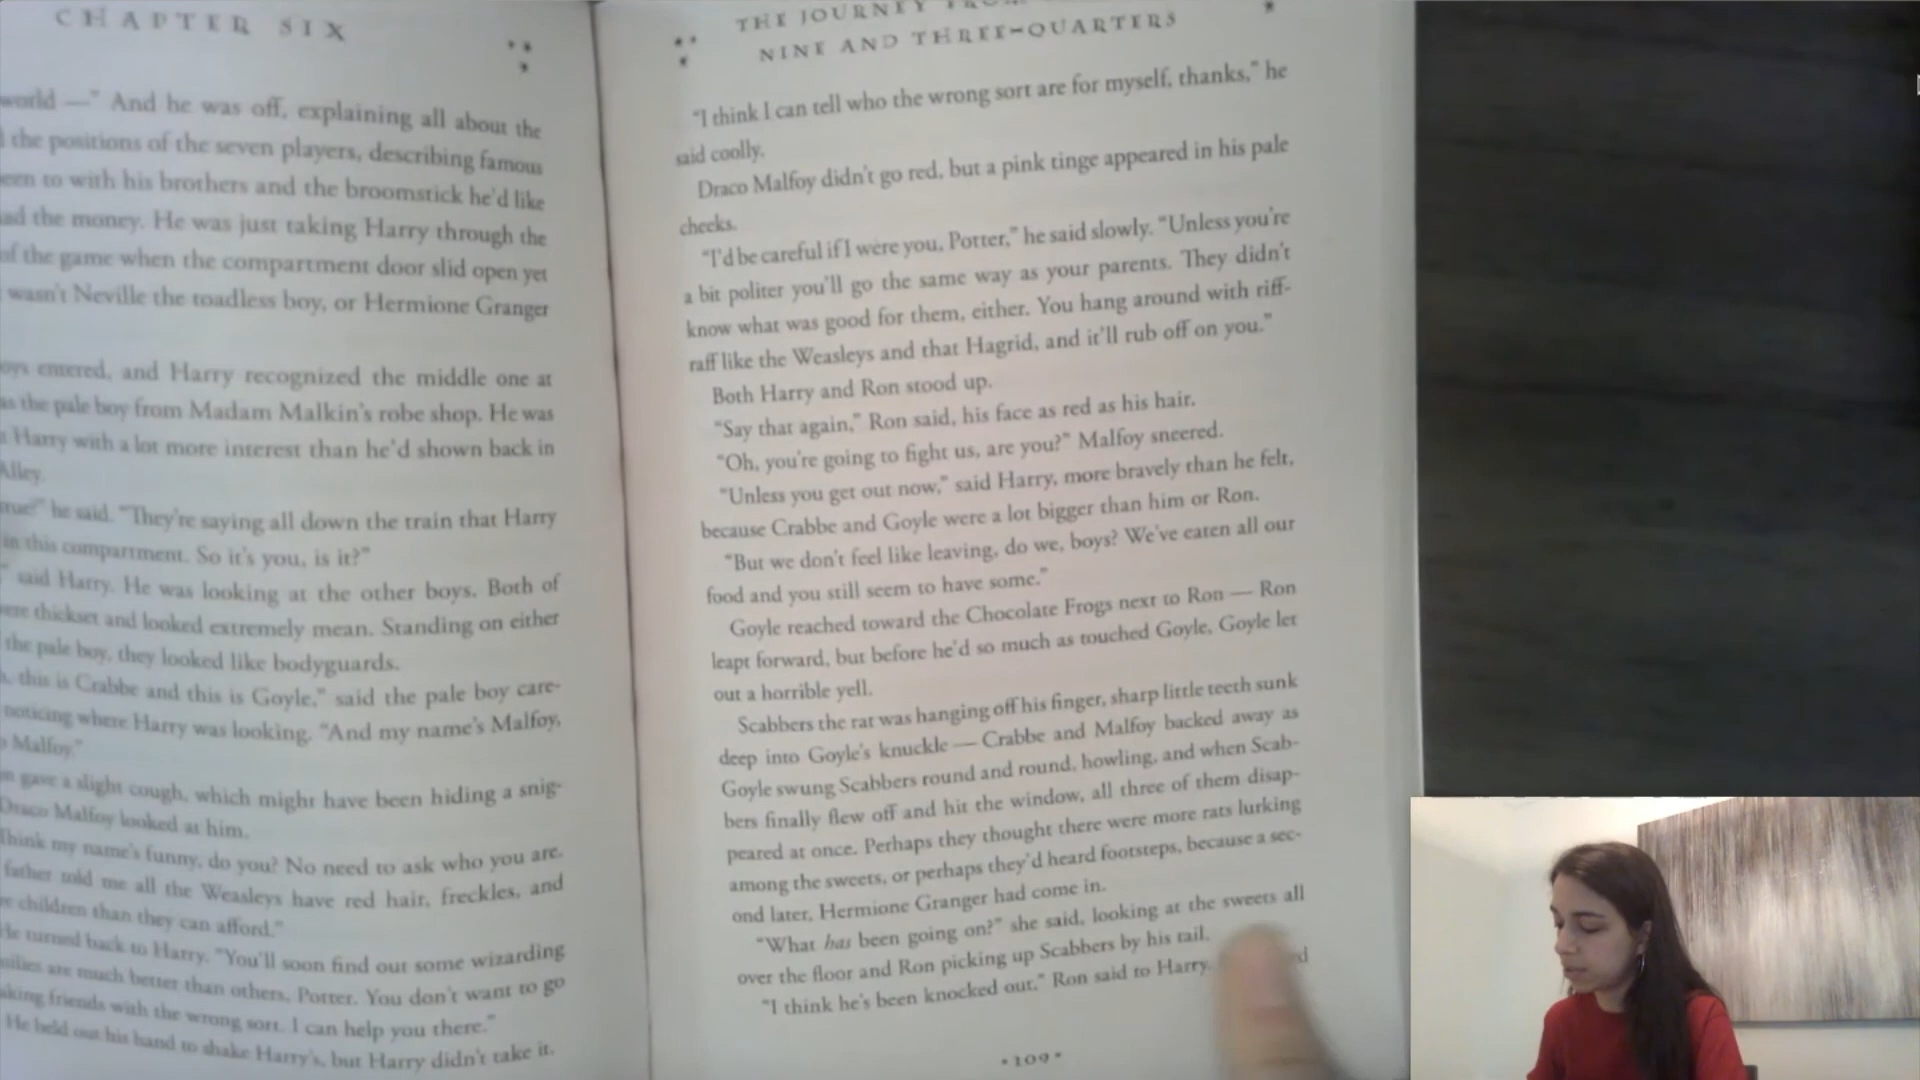 CHAPTER SIX
world —" And he was off, explaining all about the
the positions of the seven players, describing famous
to with his brothers and the broomstick he'd like
the money. He was just taking Harry through the
of the game when the compartment door slid open yet
wasn't Neville the toadless boy, or Hermione Granger
entered, and Harry recognized the middle one at
the pale boy from Madam Malkin's robe shop. He was
Harry with a lot more interest than he'd shown back in
Alley.
he said. "They're saying all down the train that Harry
in this compartment. So it's you, is it?"
said Harry. He was looking at the other boys. Both of
were thickset and looked extremely mean. Standing on either
the pale boy, they looked like bodyguards.
this is Crabbe and this is Goyle," said the pale boy care-
noticing where Harry was looking. "And my name's Malfoy,
Malfoy."
gave a slight cough, which might have been hiding a snig-
Draco Malfoy looked at him.
Think my name's funny, do you? No need to ask who you are.
father told me all the Weasleys have red hair, freckles, and
children than they can afford."
He turned back to Harry. "You'll soon find out some wizarding
are much better than others, Potter. You don't want to go
friends with the wrong sort. I can help you there."
He held out his hand to shake Harry's, but Harry didn't take it.
THE JOURNEY FROM
NINE AND THREE-QUARTERS
"I think I can tell who the wrong sort are for myself, thanks," he
said coolly.
Draco Malfoy didn't go red, but a pink tinge appeared in his pale
cheeks.
"I'd be careful if I were you, Potter," he said slowly. "Unless you're
a bit politer you'll go the same way as your parents. They didn't
know what was good for them, either. You hang around with riff-
raff like the Weasleys and that Hagrid, and it'll rub off on you."
Both Harry and Ron stood up.
"Say that again," Ron said, his face as red as his hair.
"Oh, you're going to fight us, are you?" Malfoy sneered.
"Unless you get out now," said Harry, more bravely than he felt,
because Crabbe and Goyle were a lot bigger than him or Ron.
"But we don't feel like leaving, do we, boys? We've eaten all our
food and you still seem to have some."
Goyle reached toward the Chocolate Frogs next to Ron — Ron
leapt forward, but before he'd so much as touched Goyle, Goyle let
out a horrible yell.
Scabbers the rat was hanging off his finger, sharp little teeth sunk
deep into Goyle's knuckle — Crabbe and Malfoy backed away as
Goyle swung Scabbers round and round, howling, and when Scab-
bers finally flew off and hit the window, all three of them disap-
peared at once. Perhaps they thought there were more rats lurking
among the sweets, or perhaps they'd heard footsteps, because a sec-
ond later, Hermione Granger had come in.
"What has been going on?" she said, looking at the sweets all
over the floor and Ron picking up Scabbers by his tail.
"I think he's been knocked out," Ron said to Harry.
• 109 •